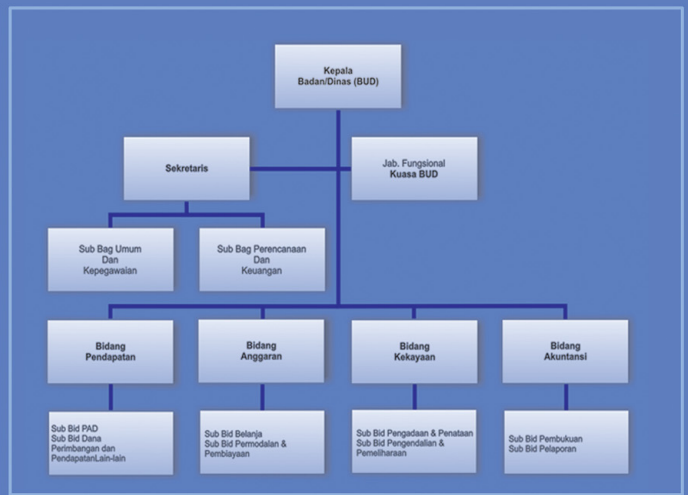 Kepala
Badan/Dinas (BUD)
Sekretaris
Jab. Fungsional
Kuasa BUD
Sub Bag Umum
Dan
Kepegawaian
Sub Bag Perencanaan
Dan
Keuangan
Bidang
Pendapatan
Bidang
Anggaran
Bidang
Kekayaan
Bidang
Akuntansi
Sub Bid PAD
Sub Bid Dana
Perimbangan dan
PendapatanLain-lain
Sub Bid Belanja
Sub Bid Permodalan &
Pembiayaan
Sub Bid Pengadaan & Penataan
Sub Bid Pengendalian &
Pemeliharaan
Sub Bid Pembukuan
Sub Bid Pelaporan